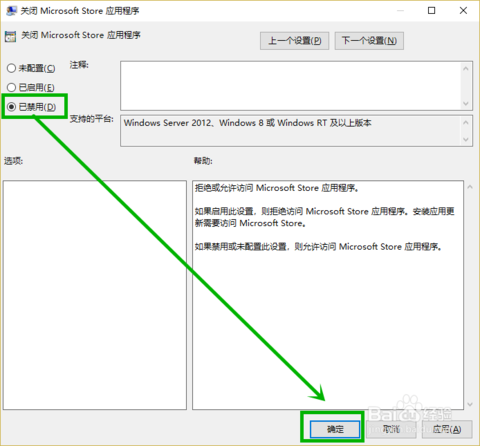 关闭 Microsoft Store 应用程序
关闭 Microsoft Store 应用程序
上一个设置(P)
下一个设置(N)
未配置(C)
注释:
已启用(E)
已禁用(D)
支持的平台:
Windows Server 2012、Windows 8 或 Windows RT 及以上版本
选项:
帮助:
拒绝或允许访问 Microsoft Store 应用程序。
如果启用此设置，则拒绝访问 Microsoft Store 应用程序。安装应用更
新需要访问 Microsoft Store。
如果禁用或未配置此设置，则允许访问 Microsoft Store 应用程序。
Baidu 经验
确定
取消
应用(A)